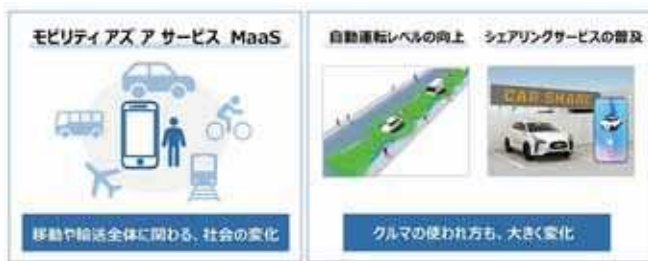 モビリティ アズ ア サービス MaaS
移動や輸送全体に関わる、社会の変化
自動運転レベルの向上
シェアリングサービスの普及
CAR SHARE
クルマの使われ方も、大きく変化